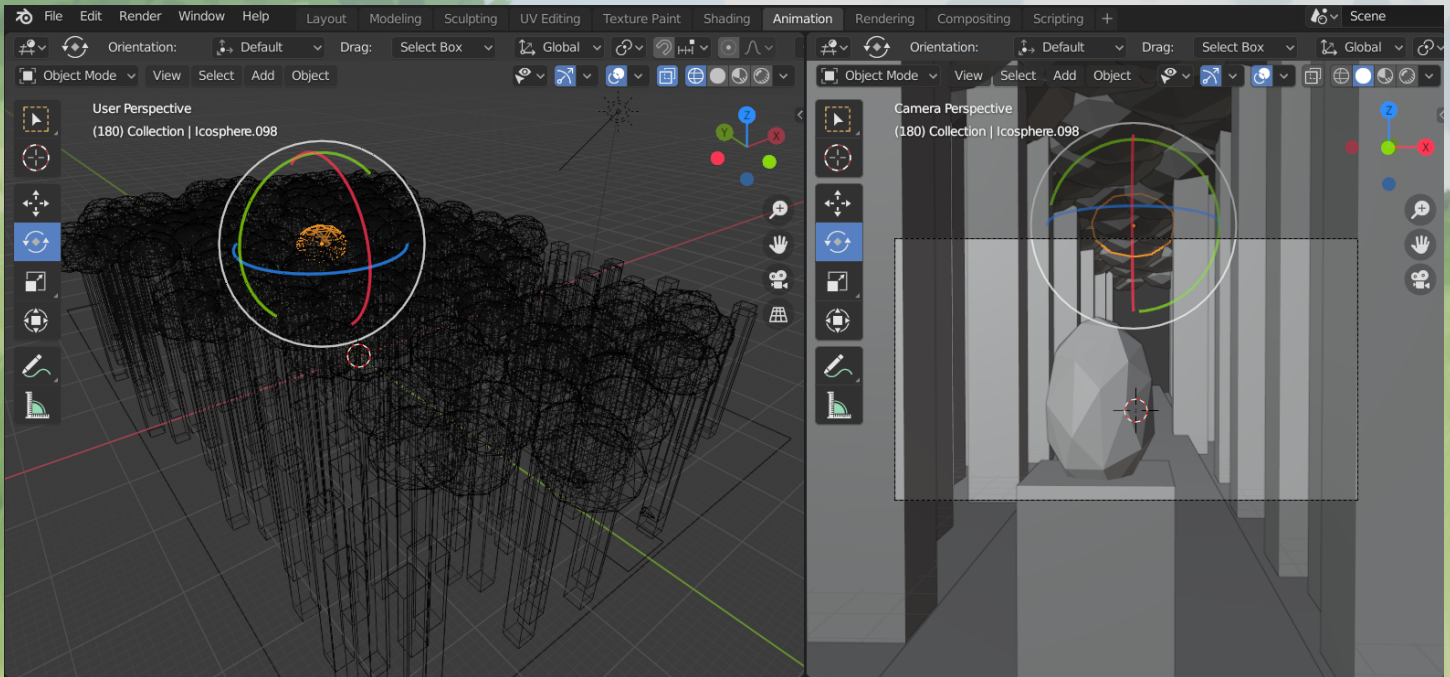 File Edit Render Window Help Layout Modeling Sculpting UV Editing Texture Paint Shading Animation Rendering Compositing Scripting + Scene
Orientation: Default Drag: Select Box Global
Orientation: Default Drag: Select Box Global
Object Mode View Select Add Object
Object Mode View Select Add Object
User Perspective
(180) Collection | Icosphere.098
Z
Y
X
Camera Perspective
(180) Collection | Icosphere.098
Z
X